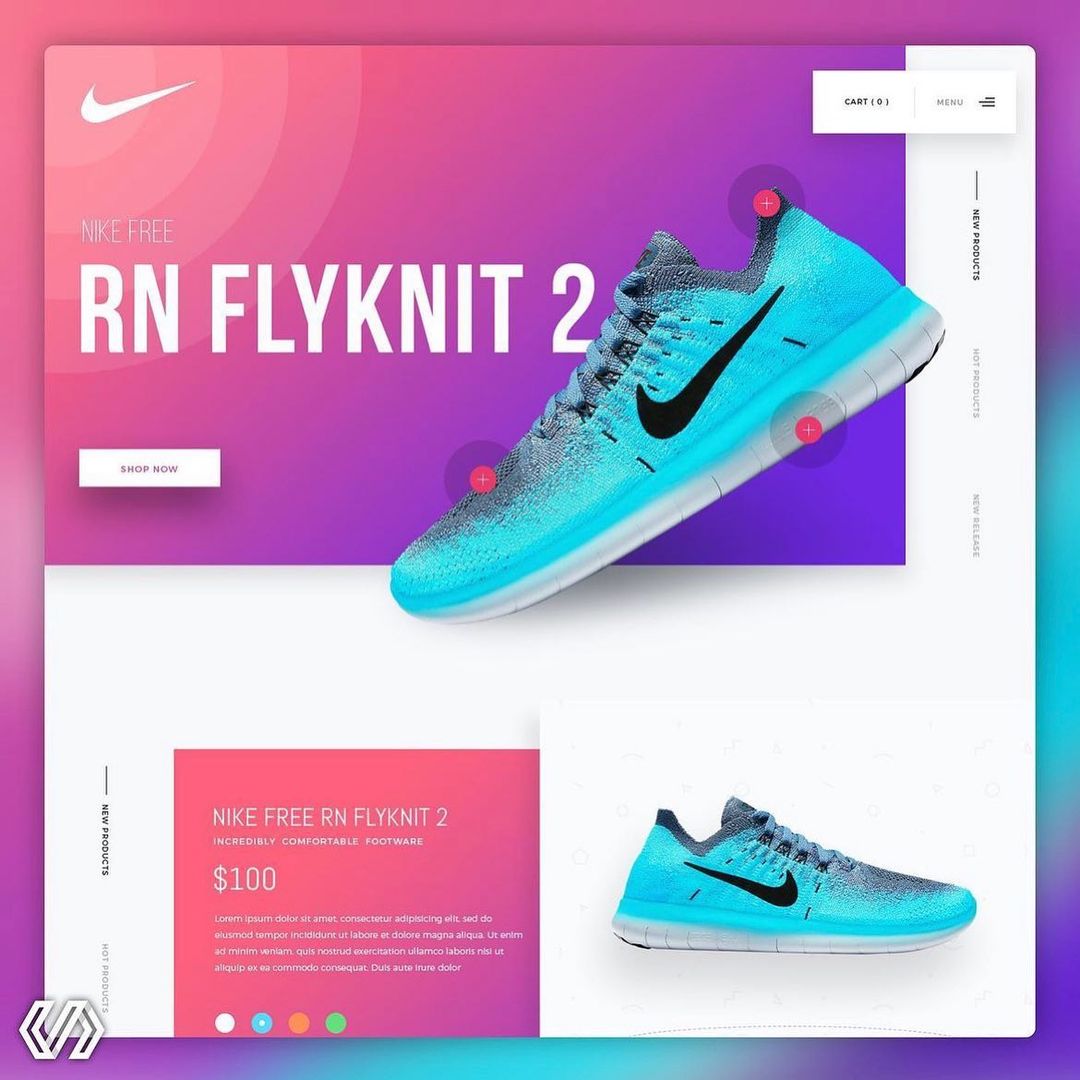 CART ( 0 )
MENU
NIKE FREE
RN FLYKNIT 2
SHOP NOW
NEW PRODUCTS
HOT PRODUCTS
NEW RELEASE
NEW PRODUCTS
HOT PRODUCTS
NIKE FREE RN FLYKNIT 2
INCREDIBLY COMFORTABLE FOOTWARE
$100
Lorem ipsum dolor sit amet, consectetur adipisicing elit, sed do
eiusmod tempor incididunt ut labore et dolore magna aliqua. Ut enim
ad minim veniam, quis nostrud exercitation ullamco laboris nisi ut
aliquip ex ea commodo consequat. Duis aute irure dolor